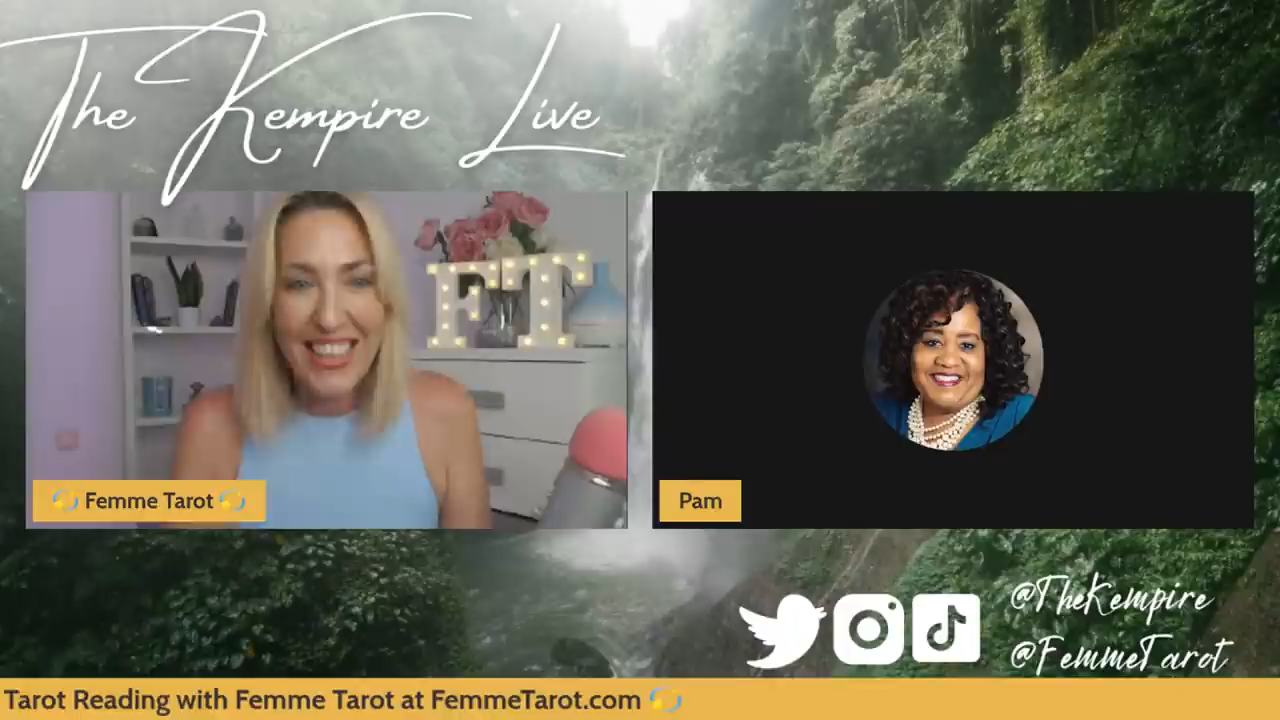 The Kempire Live
FT
💫 Femme Tarot 💫
Pam
@TheKempire
@FemmeTarot
Tarot Reading with Femme Tarot at FemmeTarot.com 💫